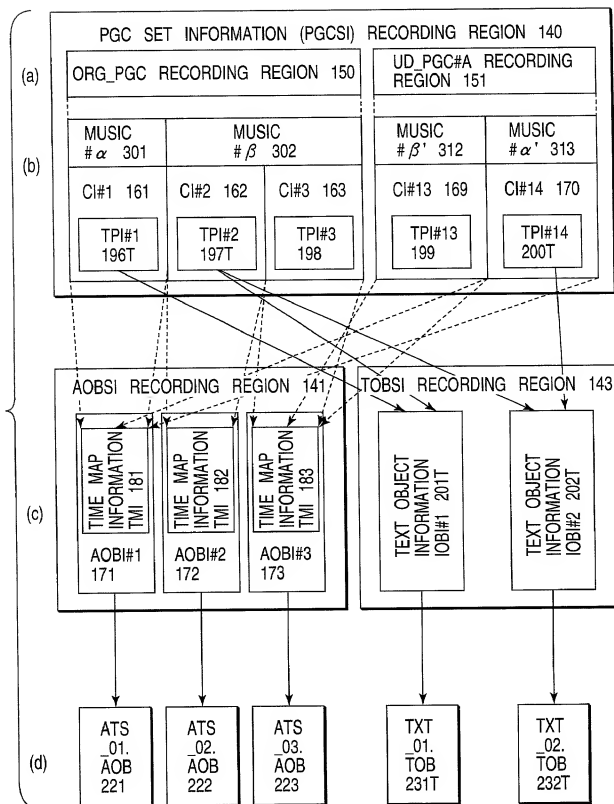 PGC SET INFORMATION (PGCSI) RECORDING REGION 140
(a)
ORG_PGC RECORDING REGION 150
UD_PGC#A RECORDING
REGION 151
(b)
MUSIC
#α 301
MUSIC
#β 302
MUSIC
#β' 312
MUSIC
#α' 313
CI#1 161
CI#2 162
CI#3 163
CI#13 169
CI#14 170
TPI#1
196T
TPI#2
197T
TPI#3
198
TPI#13
199
TPI#14
200T
(c)
AOBSI RECORDING REGION 141
TOBSI RECORDING REGION 143
TIME MAP
INFORMATION
TMI 181
TIME MAP
INFORMATION
TMI 182
TIME MAP
INFORMATION
TMI 183
TEXT OBJECT
INFORMATION
IOBI#1 201T
TEXT OBJECT
INFORMATION
IOBI#2 202T
AOBI#1
171
AOBI#2
172
AOBI#3
173
(d)
ATS
_01.
AOB
221
ATS
_02.
AOB
222
ATS
_03.
AOB
223
TXT
_01.
TOB
231T
TXT
_02.
TOB
232T